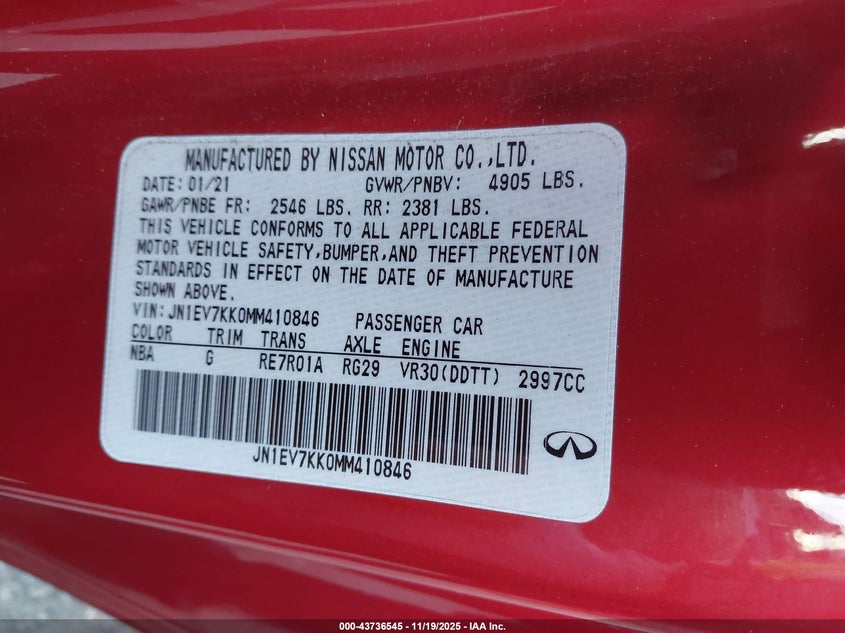 MANUFACTURED BY NISSAN MOTOR CO.,LTD.
DATE: 01/21 GVWR/PNBV: 4905 LBS.
GAWR/PNBE FR: 2546 LBS. RR: 2381 LBS.
THIS VEHICLE CONFORMS TO ALL APPLICABLE FEDERAL
MOTOR VEHICLE SAFETY,BUMPER,AND THEFT PREVENTION
STANDARDS IN EFFECT ON THE DATE OF MANUFACTURE
SHOWN ABOVE.
VIN: JN1EV7KK0MM410846 PASSENGER CAR
COLOR TRIM TRANS AXLE ENGINE
NBA G RE7R01A RG29 VR30(DDTT) 2997CC
JN1EV7KK0MM410846
000-43736545 - 11/19/2025 - IAA Inc.